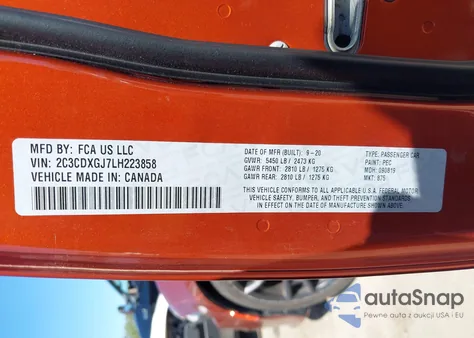 MFD BY: FCA US LLC
VIN: 2C3CDXGJ7LH223858
VEHICLE MADE IN: CANADA
DATE OF MFR (BUILT): 9-20
GVWR: 5450 LB / 2473 KG
GAWR FRONT: 2810 LB / 1275 KG
GAWR REAR: 2810 LB / 1275 KG
TYPE: PASSENGER CAR
PAINT: PEC
MDH: 090819
MKT: 875
THIS VEHICLE CONFORMS TO ALL APPLICABLE U.S.A. FEDERAL MOTOR
VEHICLE SAFETY, BUMPER, AND THEFT PREVENTION STANDARDS
IN EFFECT ON THE DATE OF MANUFACTURE SHOWN ABOVE.
autoSnap
Pewne auta z aukcji USA i EU